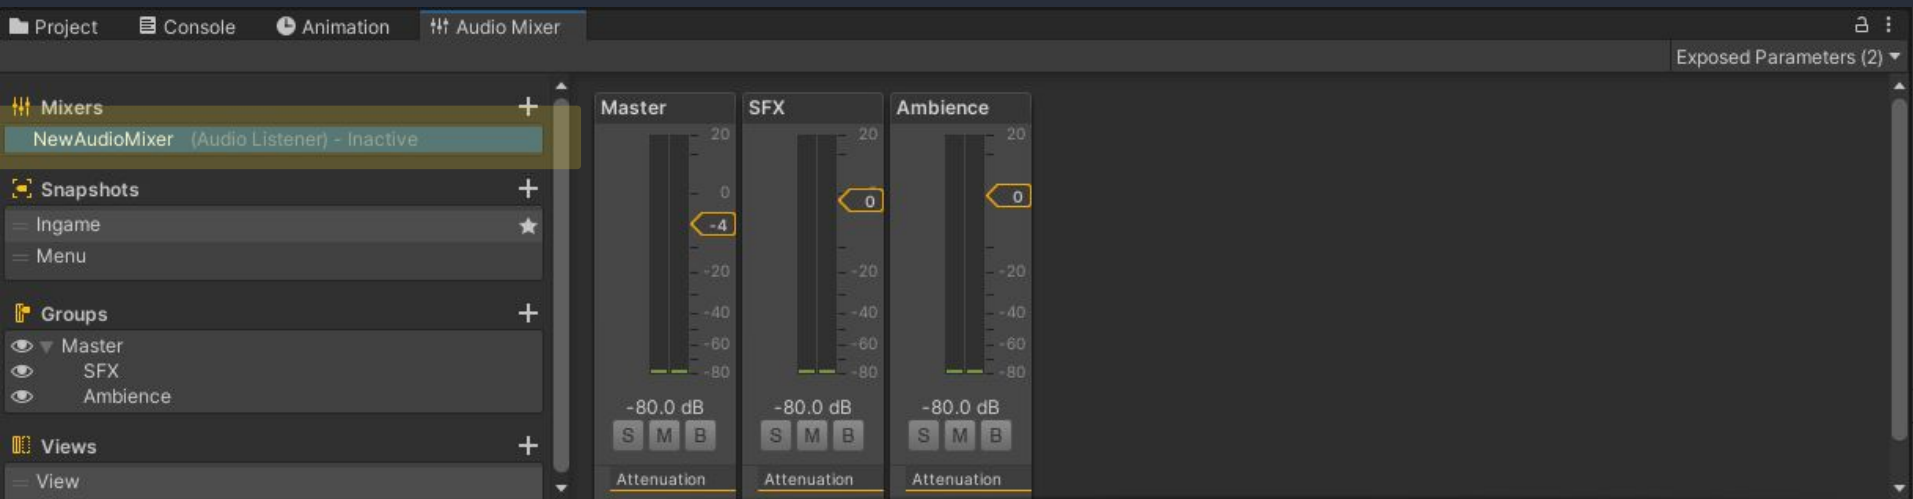 Project Console Animation Audio Mixer
Exposed Parameters (2)
Mixers
NewAudioMixer (Audio Listener) - Inactive
Snapshots
Ingame
Menu
Groups
Master
SFX
Ambience
Views
View
Master
20
0
-4
-20
-40
-60
-80
-80.0 dB
S M B
Attenuation
SFX
20
0
-20
-40
-60
-80
-80.0 dB
S M B
Attenuation
Ambience
20
0
-20
-40
-60
-80
-80.0 dB
S M B
Attenuation